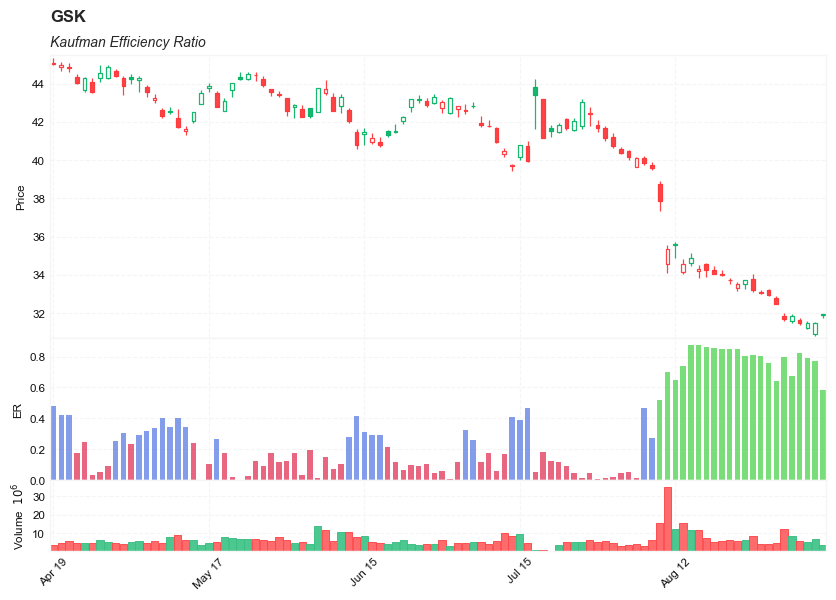 GSK
Kaufman Efficiency Ratio
Price
44
42
40
38
36
34
32
ER
0.8
0.6
0.4
0.2
0.0
Volume 10^6
30
20
10
Apr 19
May 17
Jun 15
Jul 15
Aug 12